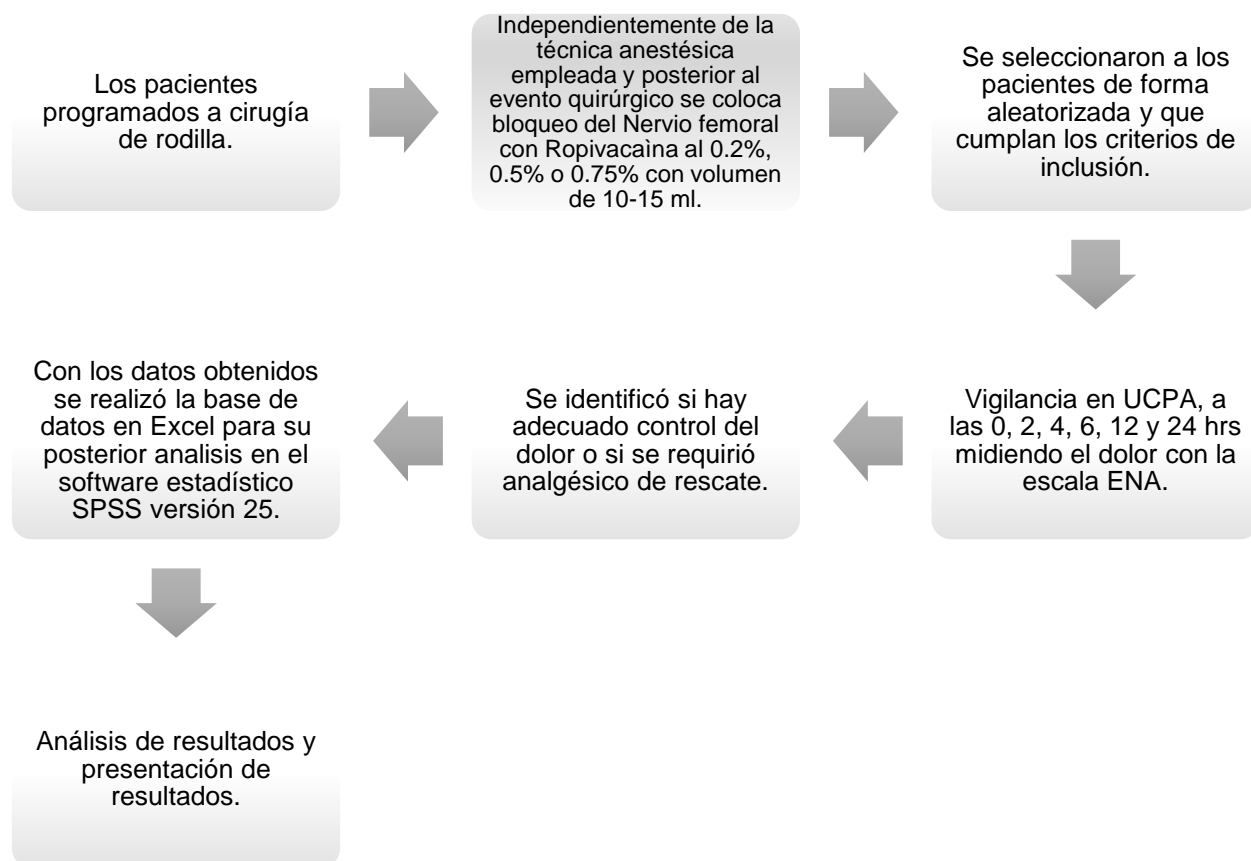 Los pacientes
programados a cirugía
de rodilla.
Independientemente de la
técnica anestésica
empleada y posterior al
evento quirúrgico se coloca
bloqueo del Nervio femoral
con Ropivacaìna al 0.2%,
0.5% o 0.75% con volumen
de 10-15 ml.
Se seleccionaron a los
pacientes de forma
aleatorizada y que
cumplan los criterios de
inclusión.
Vigilancia en UCPA, a
las 0, 2, 4, 6, 12 y 24 hrs
midiendo el dolor con la
escala ENA.
Se identificó si hay
adecuado control del
dolor o si se requirió
analgésico de rescate.
Con los datos obtenidos
se realizó la base de
datos en Excel para su
posterior analisis en el
software estadístico
SPSS versión 25.
Análisis de resultados y
presentación de
resultados.